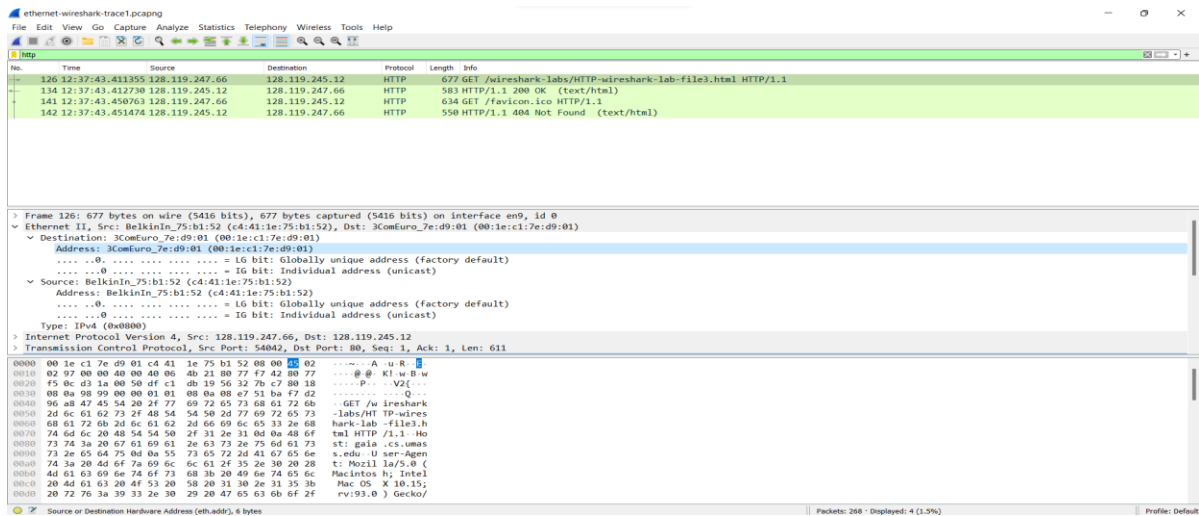 ethernet-wireshark-trace1.pcapng
File Edit View Go Capture Analyze Statistics Telephony Wireless Tools Help
http
No. Time Source Destination Protocol Length Info
126 12:37:43.411355 128.119.247.66 128.119.245.12 HTTP 677 GET /wireshark-labs/HTTP-wireshark-lab-file3.html HTTP/1.1
134 12:37:43.412730 128.119.245.12 128.119.247.66 HTTP 583 HTTP/1.1 200 OK (text/html)
141 12:37:43.450763 128.119.247.66 128.119.245.12 HTTP 634 GET /favicon.ico HTTP/1.1
142 12:37:43.451474 128.119.245.12 128.119.247.66 HTTP 550 HTTP/1.1 404 Not Found (text/html)
> Frame 126: 677 bytes on wire (5416 bits), 677 bytes captured (5416 bits) on interface en9, id 0
Ethernet II, Src: BelkinIn_75:b1:52 (c4:41:1e:75:b1:52), Dst: 3ComEuro_7e:d9:01 (00:1e:c1:7e:d9:01)
Destination: 3ComEuro_7e:d9:01 (00:1e:c1:7e:d9:01)
Address: 3ComEuro_7e:d9:01 (00:1e:c1:7e:d9:01)
.... ..0. .... .... .... .... = LG bit: Globally unique address (factory default)
.... ...0 .... .... .... .... = IG bit: Individual address (unicast)
Source: BelkinIn_75:b1:52 (c4:41:1e:75:b1:52)
Address: BelkinIn_75:b1:52 (c4:41:1e:75:b1:52)
.... ..0. .... .... .... .... = LG bit: Globally unique address (factory default)
.... ...0 .... .... .... .... = IG bit: Individual address (unicast)
Type: IPv4 (0x0800)
> Internet Protocol Version 4, Src: 128.119.247.66, Dst: 128.119.245.12
> Transmission Control Protocol, Src Port: 54042, Dst Port: 80, Seq: 1, Ack: 1, Len: 611
0000 00 1e c1 7e d9 01 c4 41 1e 75 b1 52 08 00 45 02 ···~···A ·u·R··E·
0010 02 97 00 00 40 00 40 06 4b 21 80 77 f7 42 80 77 ····@·@· K!·w·B·w
0020 f5 0c d3 1a 00 50 df c1 db 19 56 32 7b c7 80 18 ·····P·· ··V2{···
0030 08 0a 98 99 00 00 01 01 08 0a 08 e7 51 ba f7 d2 ········ ····Q···
0040 96 a8 47 45 54 20 2f 77 69 72 65 73 68 61 72 6b ··GET /w ireshark
0050 2d 6c 61 62 73 2f 48 54 54 50 2d 77 69 72 65 73 -labs/HT TP-wires
0060 68 61 72 6b 2d 6c 61 62 2d 66 69 6c 65 33 2e 68 hark-lab -file3.h
0070 74 6d 6c 20 48 54 54 50 2f 31 2e 31 0d 0a 48 6f tml HTTP /1.1··Ho
0080 73 74 3a 20 67 61 69 61 2e 63 73 2e 75 6d 61 73 st: gaia .cs.umas
0090 73 2e 65 64 75 0d 0a 55 73 65 72 2d 41 67 65 6e s.edu··U ser-Agen
00a0 74 3a 20 4d 6f 7a 69 6c 6c 61 2f 35 2e 30 20 28 t: Mozil la/5.0 (
00b0 4d 61 63 69 6e 74 6f 73 68 3b 20 49 6e 74 65 6c Macintos h; Intel
00c0 20 4d 61 63 20 4f 53 20 58 20 31 30 2e 31 35 3b Mac OS X 10.15;
00d0 20 72 76 3a 39 33 2e 30 29 20 47 65 63 6b 6f 2f rv:93.0 ) Gecko/
Source or Destination Hardware Address (eth.addr), 6 bytes Packets: 268 · Displayed: 4 (1.5%) Profile: Default